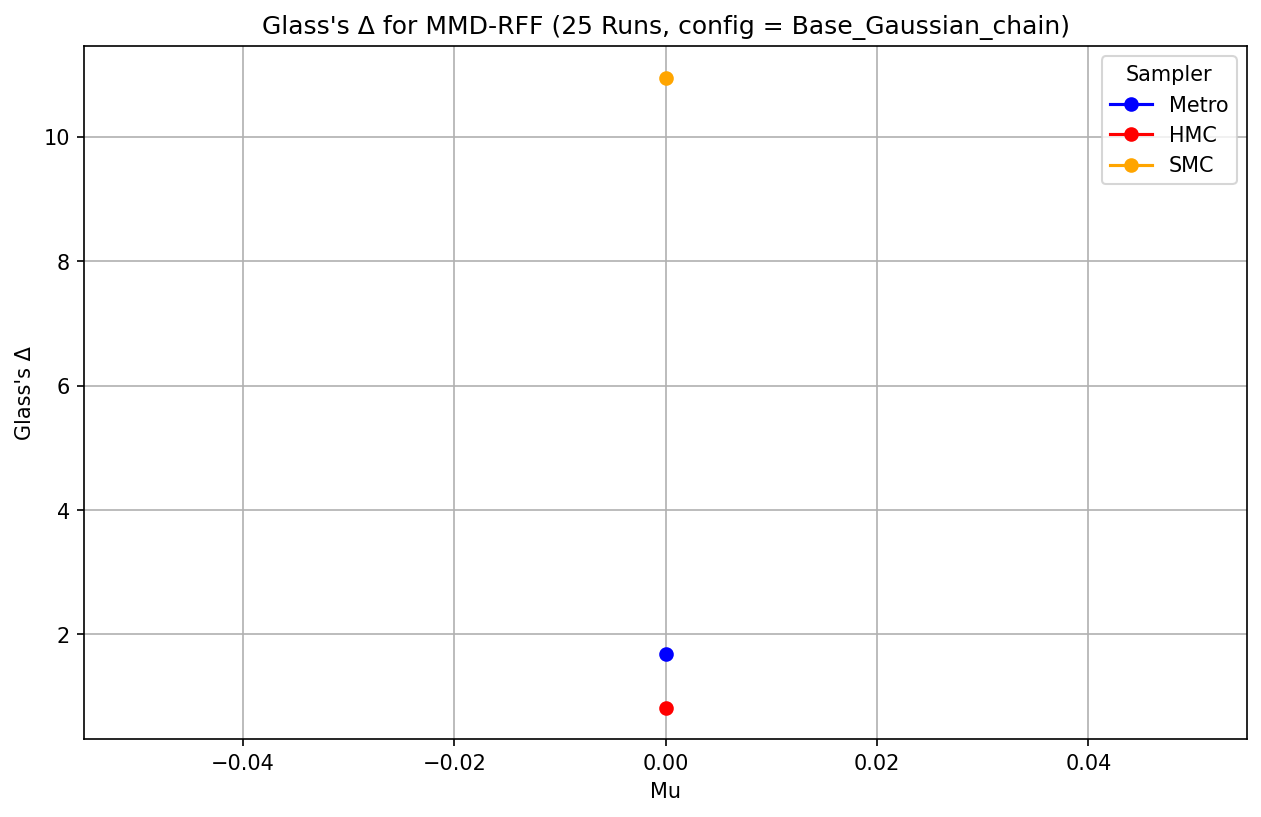 Glass's Δ for MMD-RFF (25 Runs, config = Base_Gaussian_chain)
Sampler
Metro
HMC
SMC
Glass's Δ
10
8
6
4
2
−0.04
−0.02
0.00
0.02
0.04
Mu